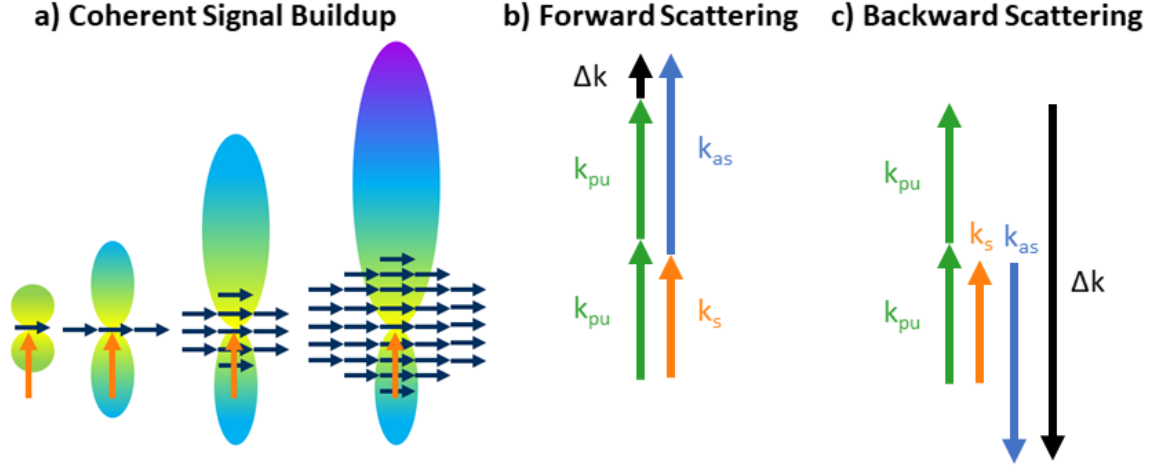 a) Coherent Signal Buildup
b) Forward Scattering
c) Backward Scattering
Δk
kpu
kas
kpu
ks
kpu
ks
kas
kpu
Δk